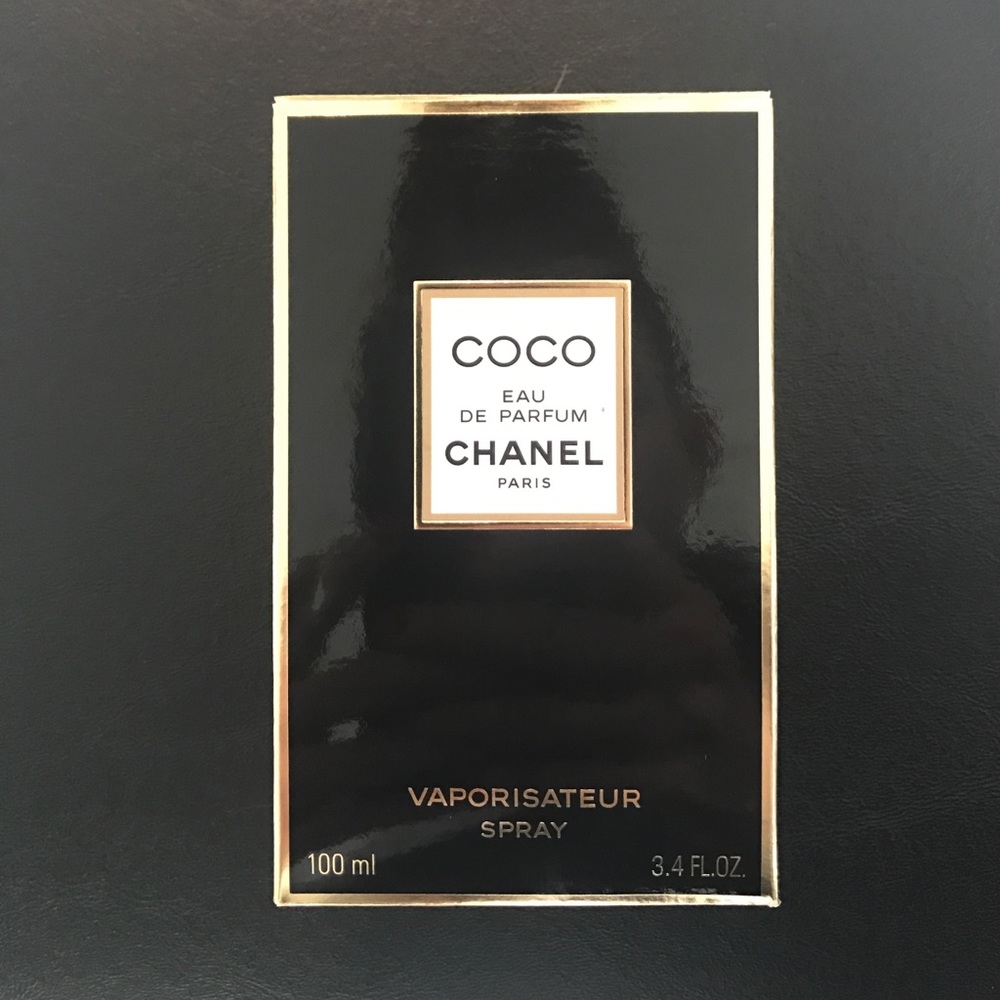 COCO
EAU
DE PARFUM
CHANEL
PARIS
VAPORISATEUR
SPRAY
100 ml 3.4 FL.OZ.